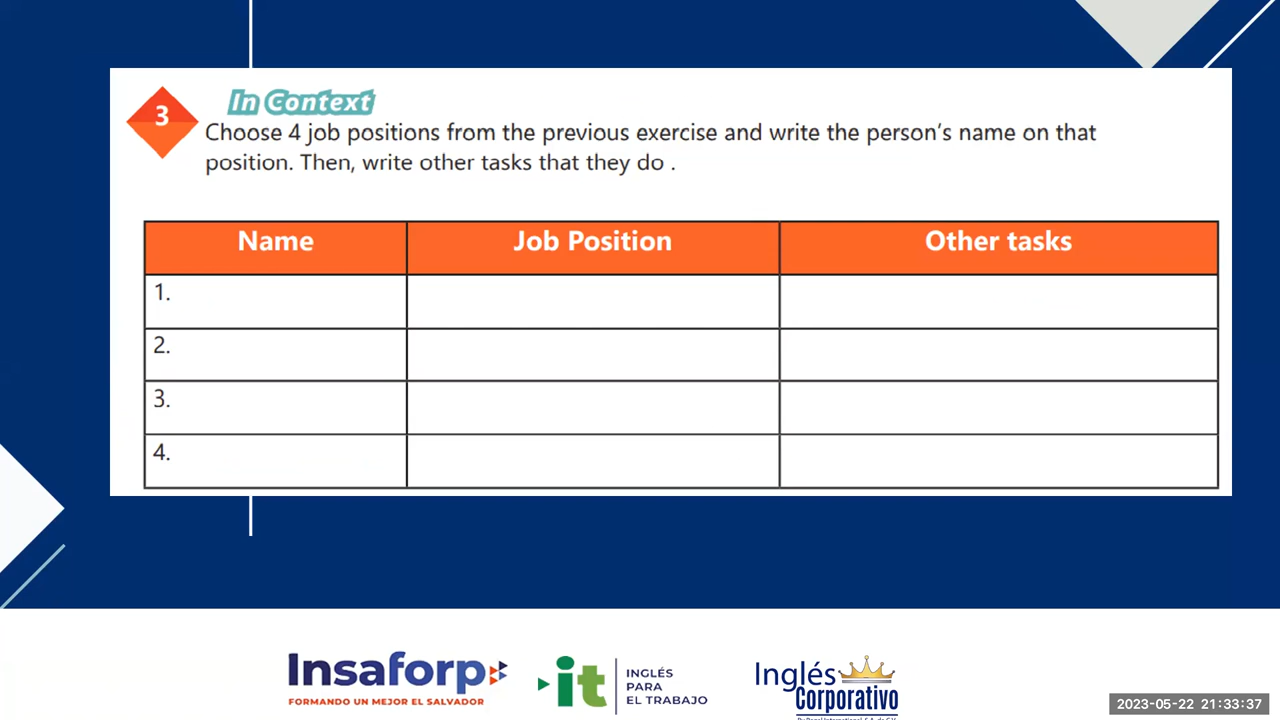 3
In Context
Choose 4 job positions from the previous exercise and write the person's name on that
position. Then, write other tasks that they do .
Name Job Position Other tasks
1.
2.
3.
4.
Insaforp
FORMANDO UN MEJOR EL SALVADOR
it
INGLÉS
PARA
EL TRABAJO
Inglés
Corporativo
2023-05-22 21:33:37